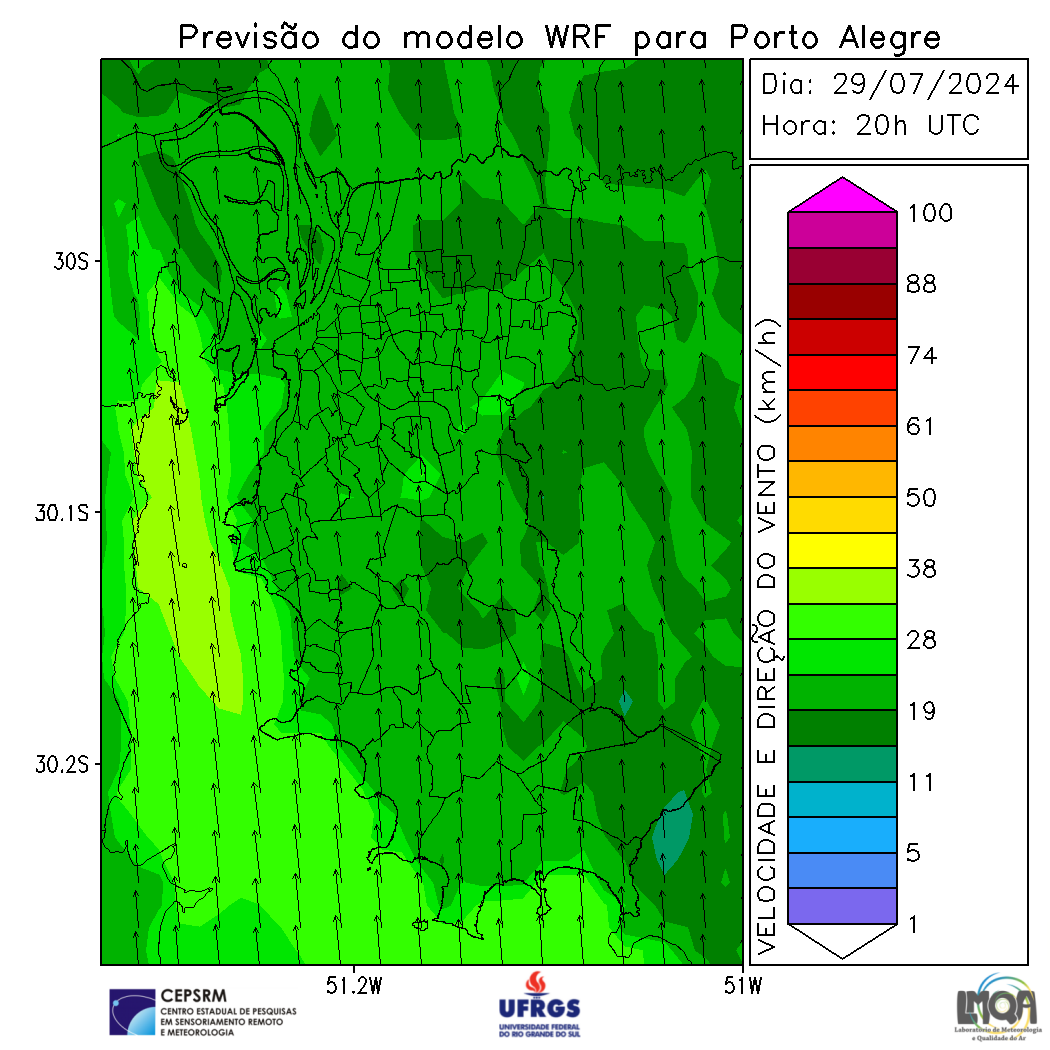 Previsão do modelo WRF para Porto Alegre
Dia: 29/07/2024
Hora: 20h UTC
30S
30.1S
30.2S
51.2W
51W
VELOCIDADE E DIREÇÃO DO VENTO (km/h)
100
88
74
61
50
38
28
19
11
5
1
CEPSRM
CENTRO ESTADUAL DE PESQUISAS
EM SENSORIAMENTO REMOTO
E METEOROLOGIA
UFRGS
UNIVERSIDADE FEDERAL
DO RIO GRANDE DO SUL
LMQA
Laboratório de Meteorologia
e Qualidade do Ar